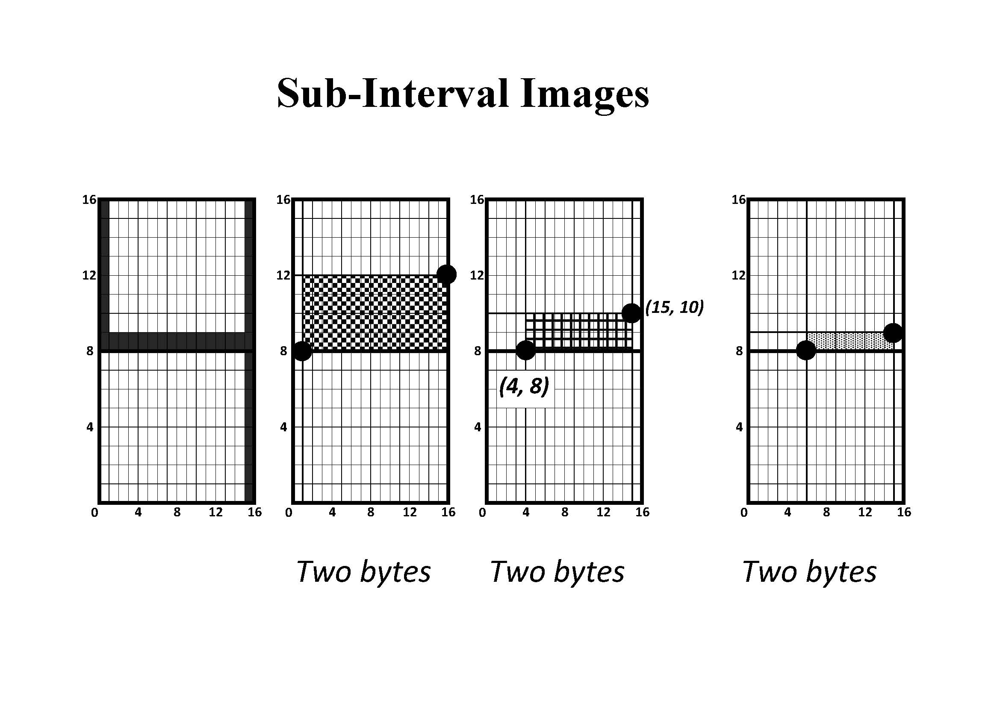 Sub-Interval Images
16 16 16 16
12 12 12 12
(15, 10)
8 8 8 8
(4, 8)
4 4 4 4
0 4 8 12 16 0 4 8 12 16 0 4 8 12 16 0 4 8 12 16
Two bytes Two bytes Two bytes